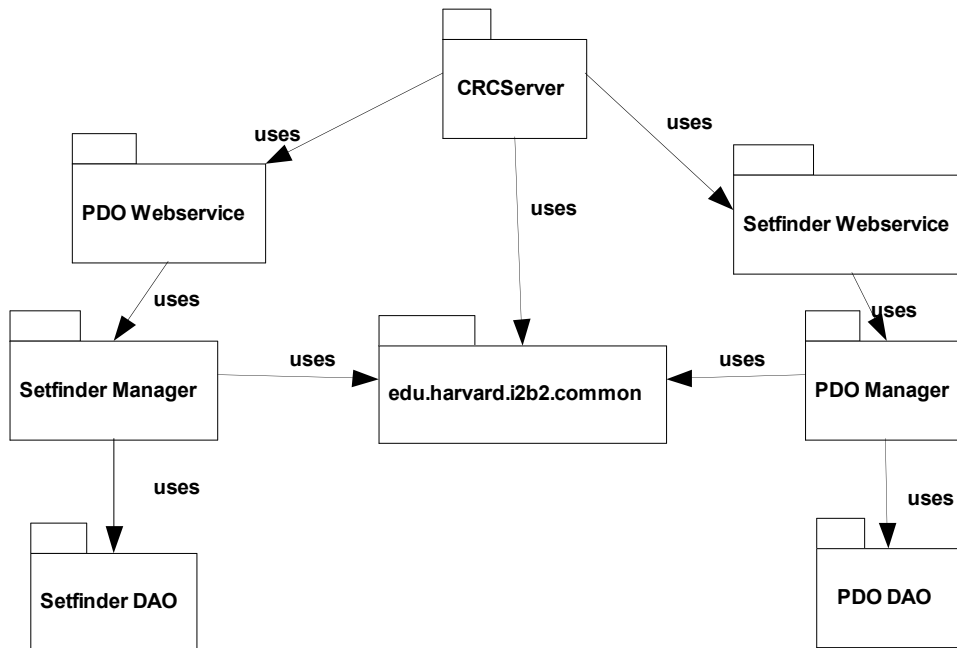 CRCServer
uses
uses
uses
PDO Webservice
Setfinder Webservice
uses
uses
Setfinder Manager
uses
edu.harvard.i2b2.common
uses
PDO Manager
uses
uses
Setfinder DAO
PDO DAO